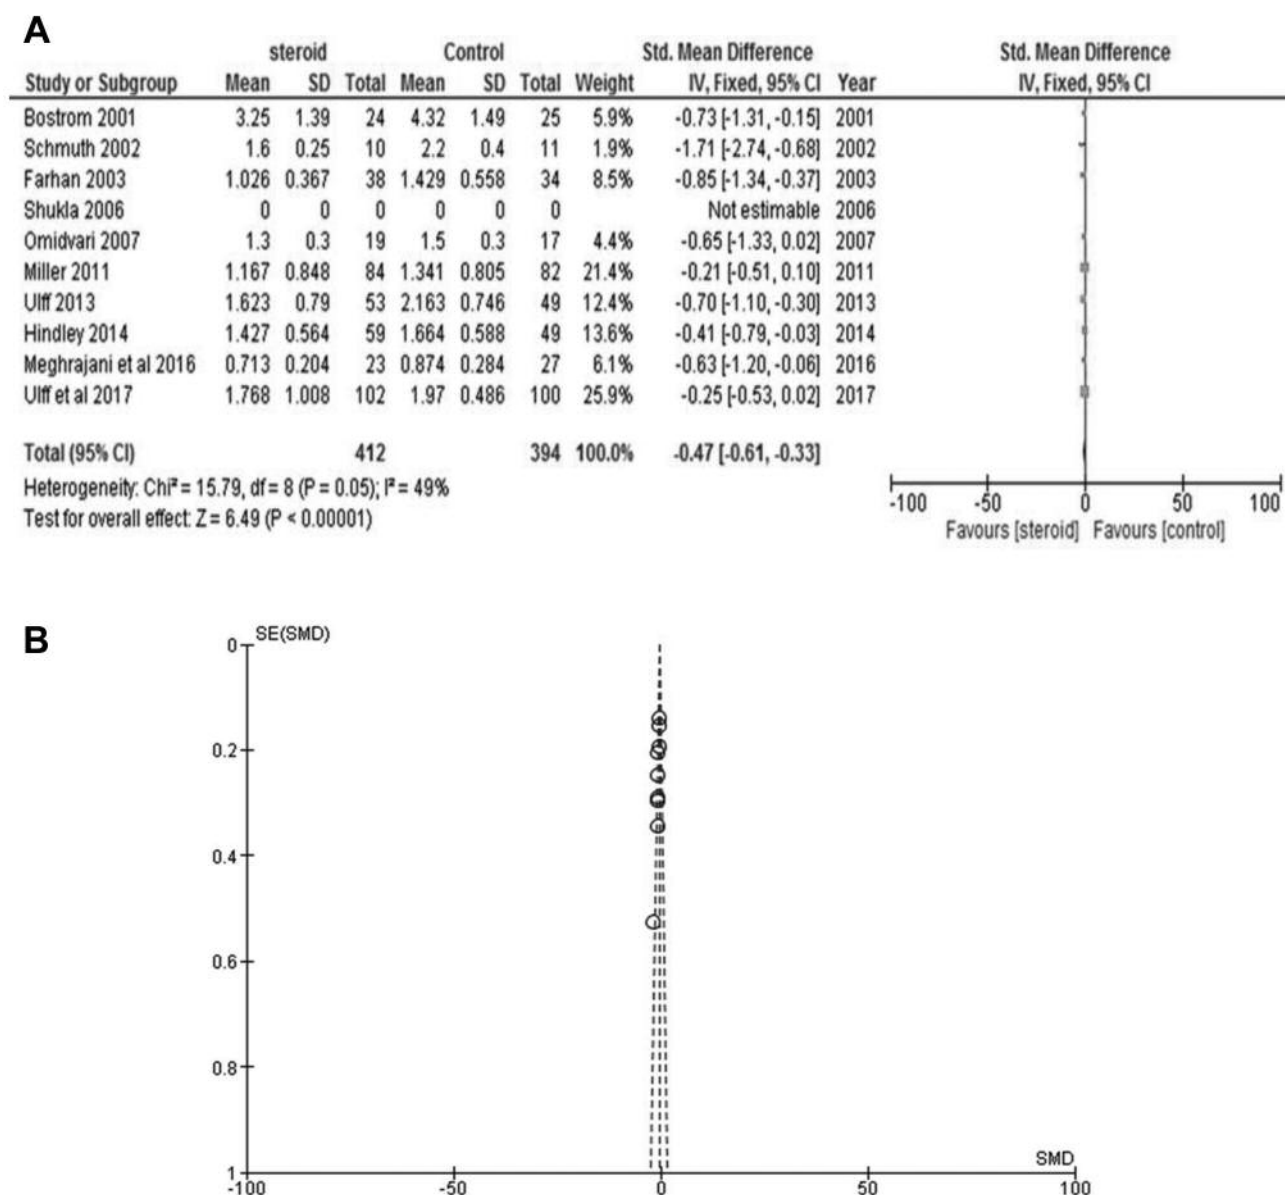 A
steroid Control Std. Mean Difference Std. Mean Difference
Study or Subgroup Mean SD Total Mean SD Total Weight IV, Fixed, 95% CI Year IV, Fixed, 95% CI
Bostrom 2001 3.25 1.39 24 4.32 1.49 25 5.9% -0.73 [-1.31, -0.15] 2001
Schmuth 2002 1.6 0.25 10 2.2 0.4 11 1.9% -1.71 [-2.74, -0.68] 2002
Farhan 2003 1.026 0.367 38 1.429 0.558 34 8.5% -0.85 [-1.34, -0.37] 2003
Shukla 2006 0 0 0 0 0 0 Not estimable 2006
Omidvari 2007 1.3 0.3 19 1.5 0.3 17 4.4% -0.65 [-1.33, 0.02] 2007
Miller 2011 1.167 0.848 84 1.341 0.805 82 21.4% -0.21 [-0.51, 0.10] 2011
Ulff 2013 1.623 0.79 53 2.163 0.746 49 12.4% -0.70 [-1.10, -0.30] 2013
Hindley 2014 1.427 0.564 59 1.664 0.588 49 13.6% -0.41 [-0.79, -0.03] 2014
Meghrajani et al 2016 0.713 0.204 23 0.874 0.284 27 6.1% -0.63 [-1.20, -0.06] 2016
Ulff et al 2017 1.768 1.008 102 1.97 0.486 100 25.9% -0.25 [-0.53, 0.02] 2017
Total (95% CI) 412 394 100.0% -0.47 [-0.61, -0.33]
Heterogeneity: Chi² = 15.79, df = 8 (P = 0.05); I² = 49%
Test for overall effect: Z = 6.49 (P < 0.00001)
-100 -50 0 50 100
Favours [steroid] Favours [control]
B
SE(SMD)
0
0.2
0.4
0.6
0.8
1
SMD
-100 -50 0 50 100